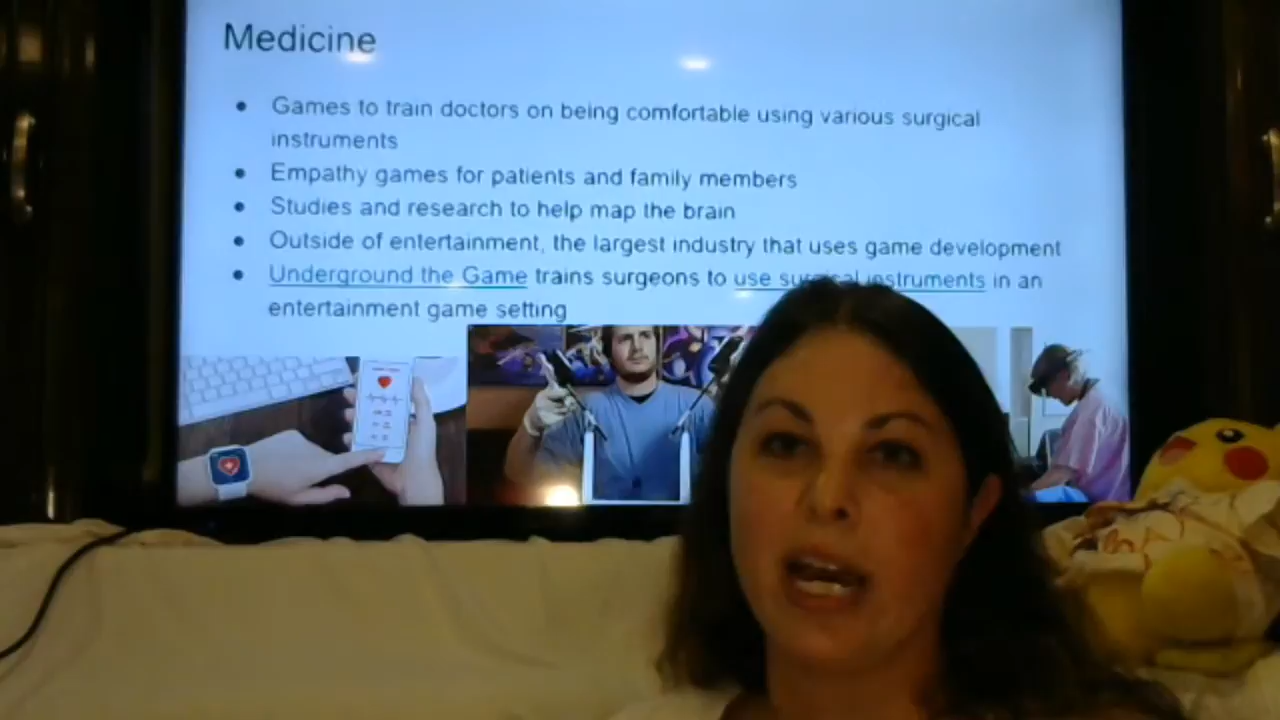 Medicine
● Games to train doctors on being comfortable using various surgical
instruments
● Empathy games for patients and family members
● Studies and research to help map the brain
● Outside of entertainment, the largest industry that uses game development
● Underground the Game trains surgeons to use surgical instruments in an
entertainment game setting